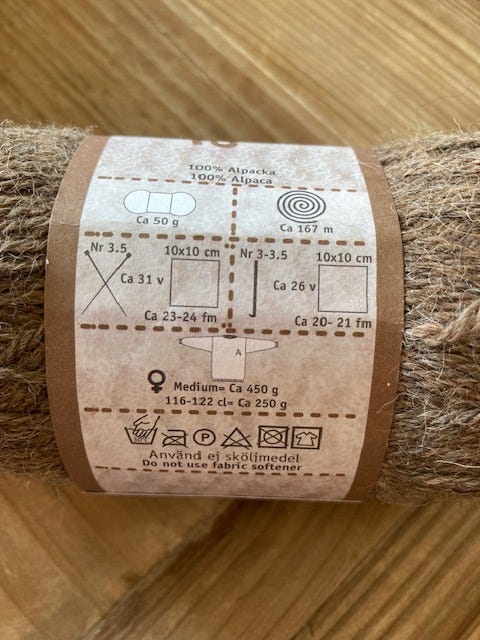 100% Alpacka
100% Alpaca
Ca 50 g
Ca 167 m
Nr 3.5 10x10 cm
Ca 31 v
Ca 23-24 fm
Nr 3-3.5 10x10 cm
Ca 26 v
Ca 20- 21 fm
A
Medium= Ca 450 g
116-122 cl= Ca 250 g
P
Använd ej sköljmedel
Do not use fabric softener